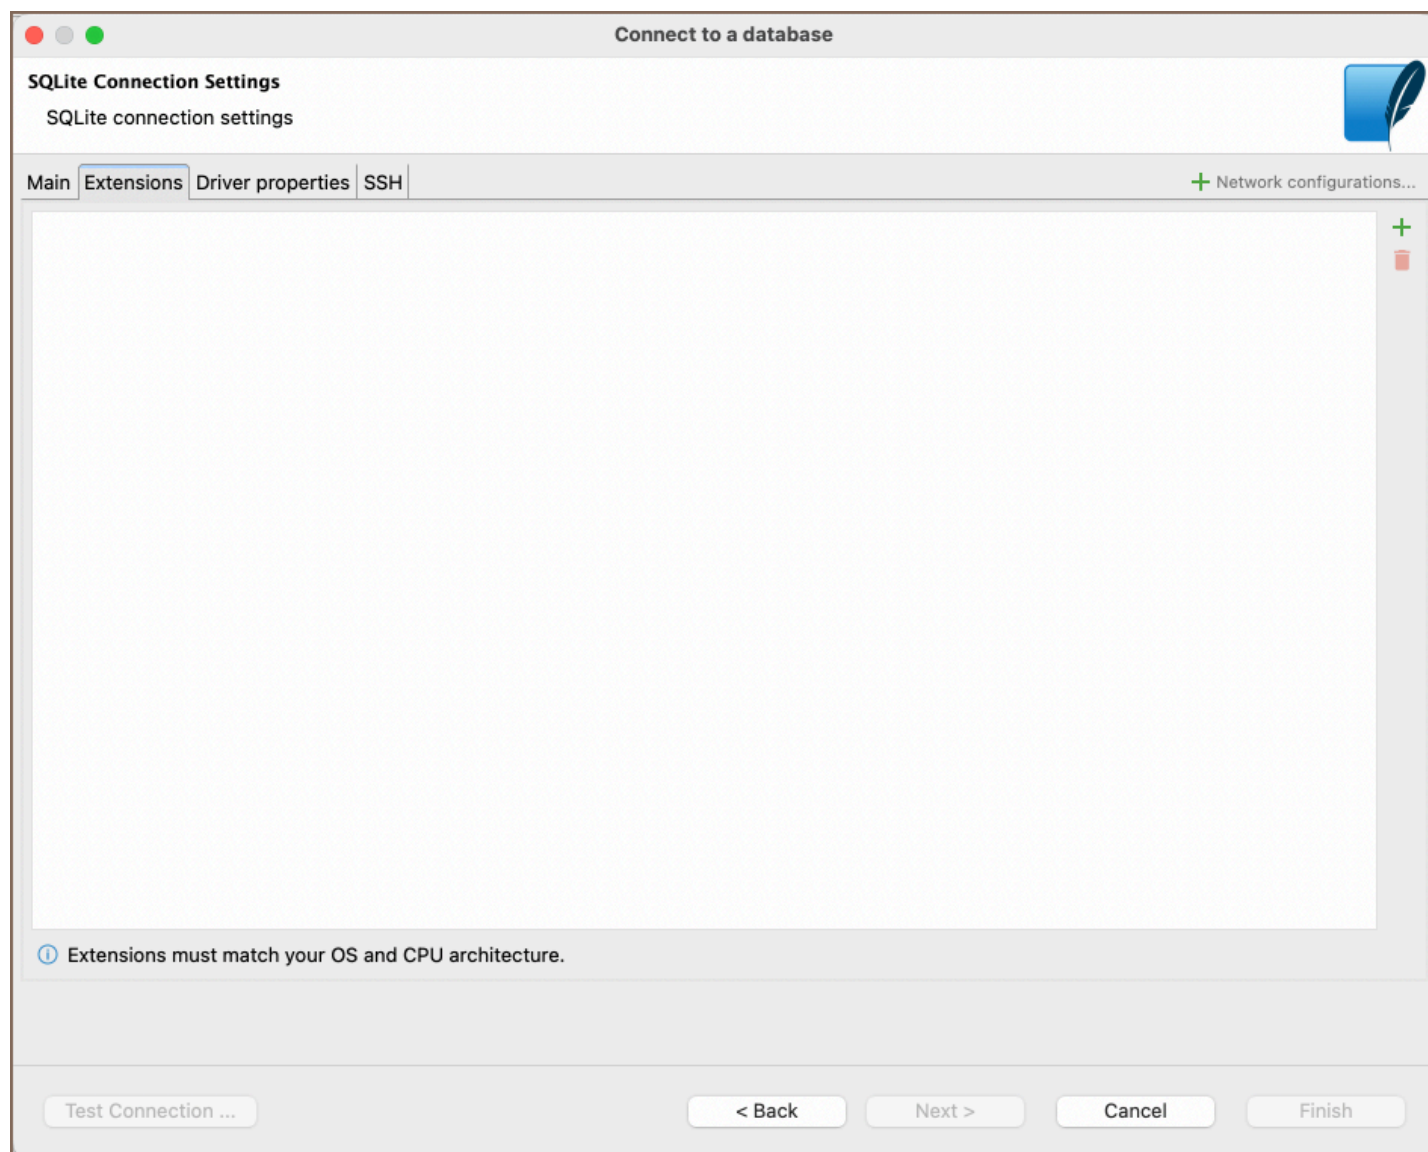 Connect to a database
SQLite Connection Settings
SQLite connection settings
Main Extensions Driver properties SSH Network configurations...
Extensions must match your OS and CPU architecture.
Test Connection ... < Back Next > Cancel Finish